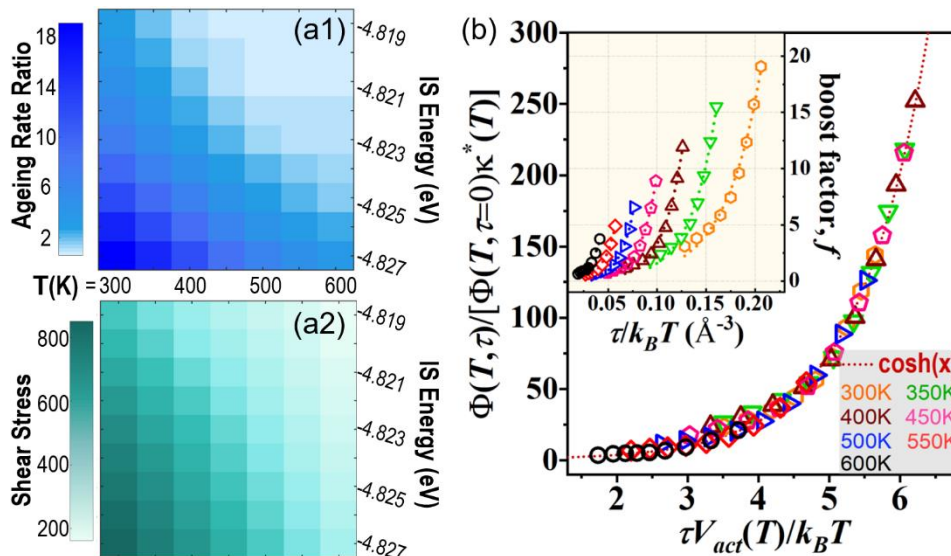 (a1)
Ageing Rate Ratio
18
14
10
6
2
-4.819
-4.821
-4.823
-4.825
-4.827
IS Energy (eV)
T(K) = 300 400 500 600
(a2)
Shear Stress
800
600
400
200
-4.819
-4.821
-4.823
-4.825
-4.827
IS Energy (eV)
(b)
Φ(T,τ)/[Φ(T,τ=0)κ*(T)]
300
250
200
150
125
100
50
0
20
15
10
5
0
boost factor, f
0.05 0.10 0.15 0.20
τ/k_BT (Å⁻³)
cosh(x
300K 350K
400K 450K
500K 550K
600K
2 3 4 5 6
τV_act(T)/k_BT